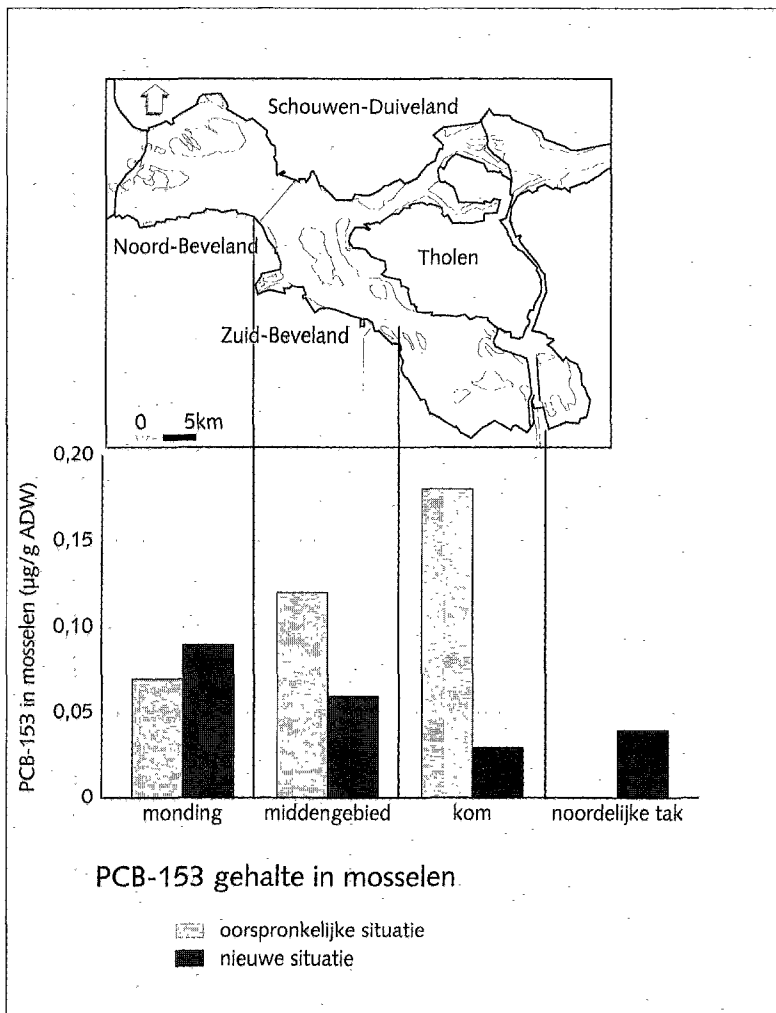 Schouwen-Duiveland
Noord-Beveland
Tholen
Zuid-Beveland
0 5km
PCB-153 in mosselen (µg/g ADW)
0,20
0,15
0,10
0,05
0
monding middengebied kom noordelijke tak
PCB-153 gehalte in mosselen
oorspronkelijke situatie
nieuwe situatie